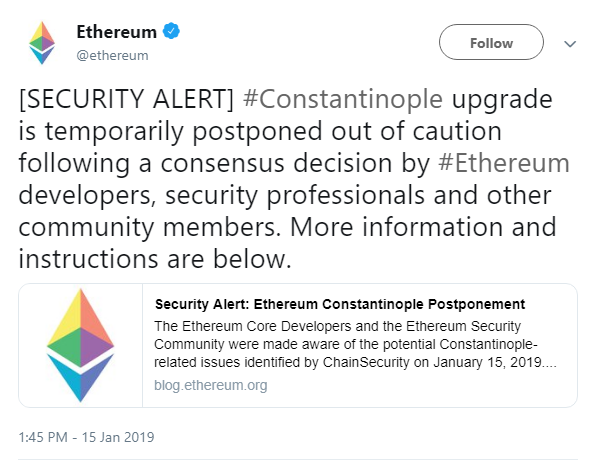 Ethereum
@ethereum
Follow
[SECURITY ALERT] #Constantinople upgrade
is temporarily postponed out of caution
following a consensus decision by #Ethereum
developers, security professionals and other
community members. More information and
instructions are below.
Security Alert: Ethereum Constantinople Postponement
The Ethereum Core Developers and the Ethereum Security
Community were made aware of the potential Constantinople-
related issues identified by ChainSecurity on January 15, 2019....
blog.ethereum.org
1:45 PM - 15 Jan 2019